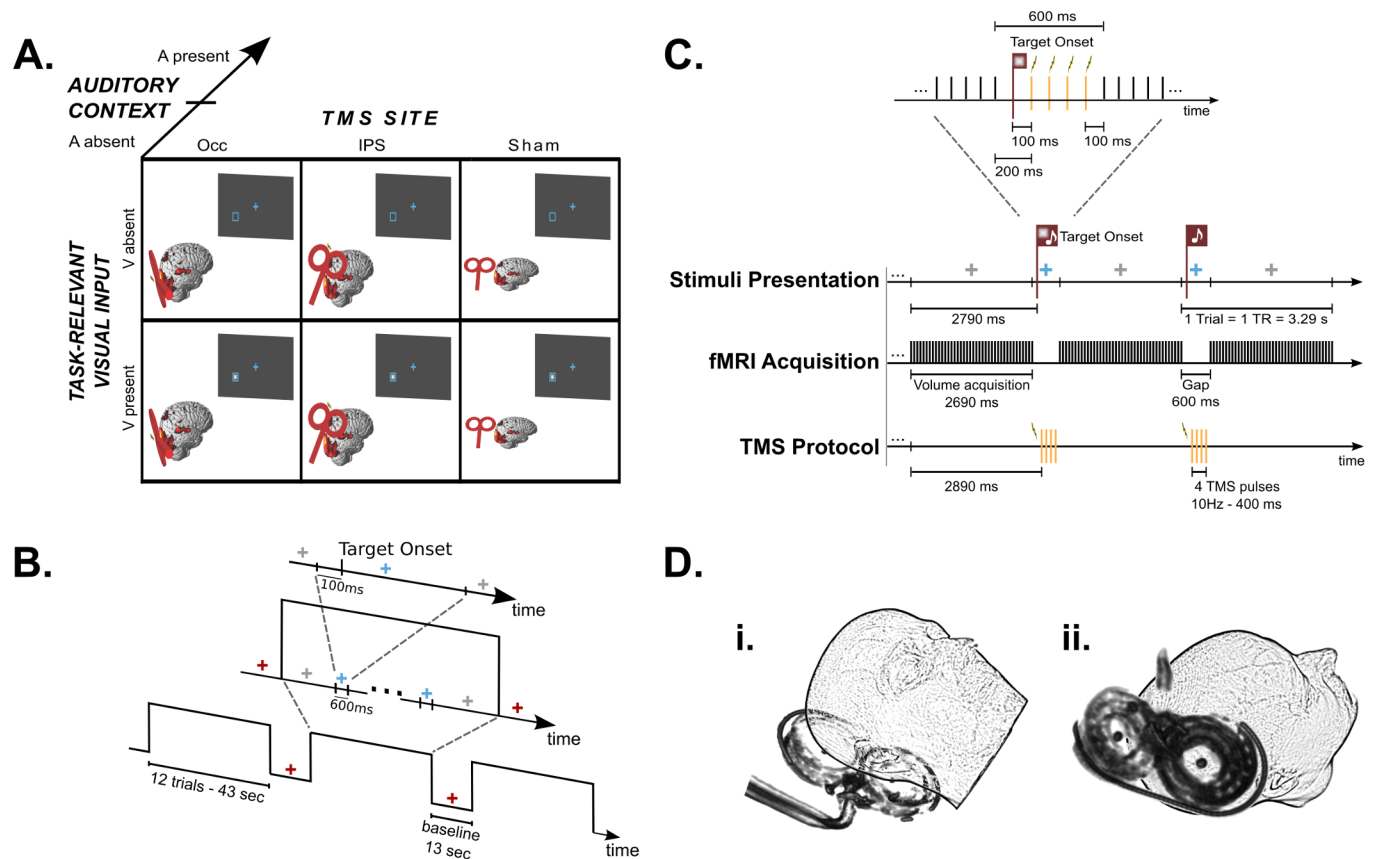 A.
A present
AUDITORY
CONTEXT
A absent
TMS SITE
Occ
IPS
Sham
TASK-RELEVANT
VISUAL INPUT
V absent
V present
B.
Target Onset
100ms
time
600ms
...
time
12 trials - 43 sec
baseline
13 sec
time
C.
600 ms
Target Onset
...
...
time
100 ms
100 ms
200 ms
Target Onset
Stimuli Presentation
...
2790 ms
1 Trial = 1 TR = 3.29 s
fMRI Acquisition
...
Volume acquisition
2690 ms
Gap
600 ms
TMS Protocol
...
time
2890 ms
4 TMS pulses
10Hz - 400 ms
D.
i.
ii.